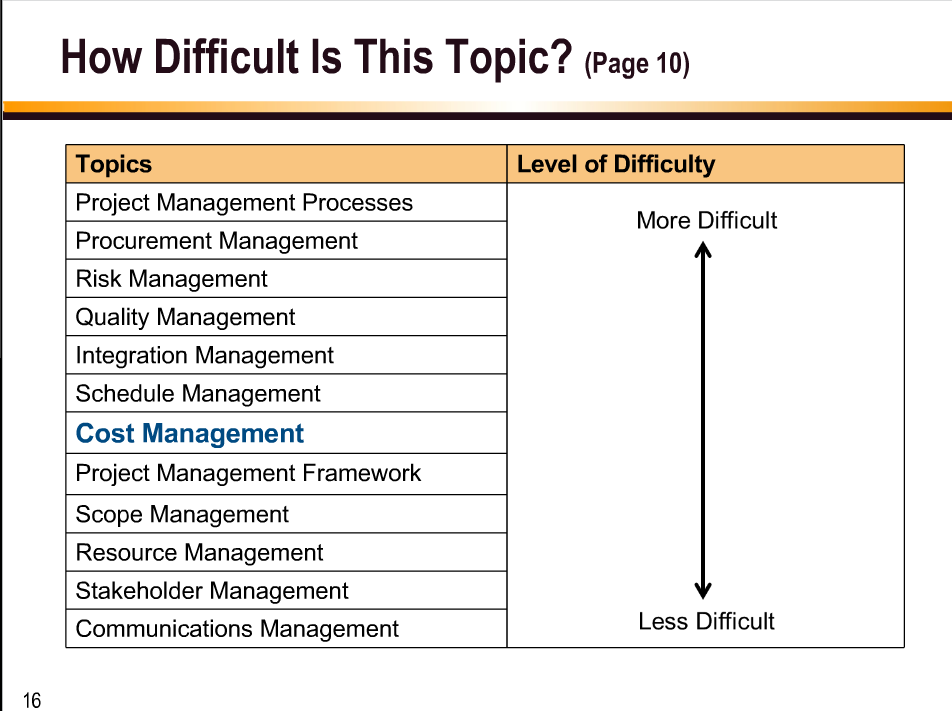 How Difficult Is This Topic? (Page 10)
Topics Level of Difficulty
Project Management Processes
More Difficult
Procurement Management
Risk Management
Quality Management
Integration Management
Schedule Management
Cost Management
Project Management Framework
Scope Management
Resource Management
Stakeholder Management
Communications Management
Less Difficult
16